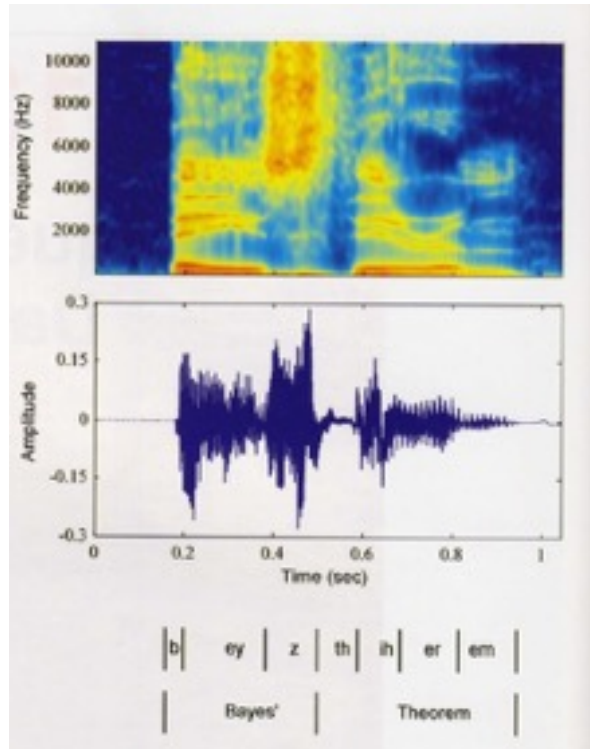 10000
8000
Frequency (Hz)
6000
4000
2000
0.3
0.15
Amplitude
0
-0.15
-0.3
0 0.2 0.4 0.6 0.8 1
Time (sec)
b ey z th ih er em
Bayes' Theorem